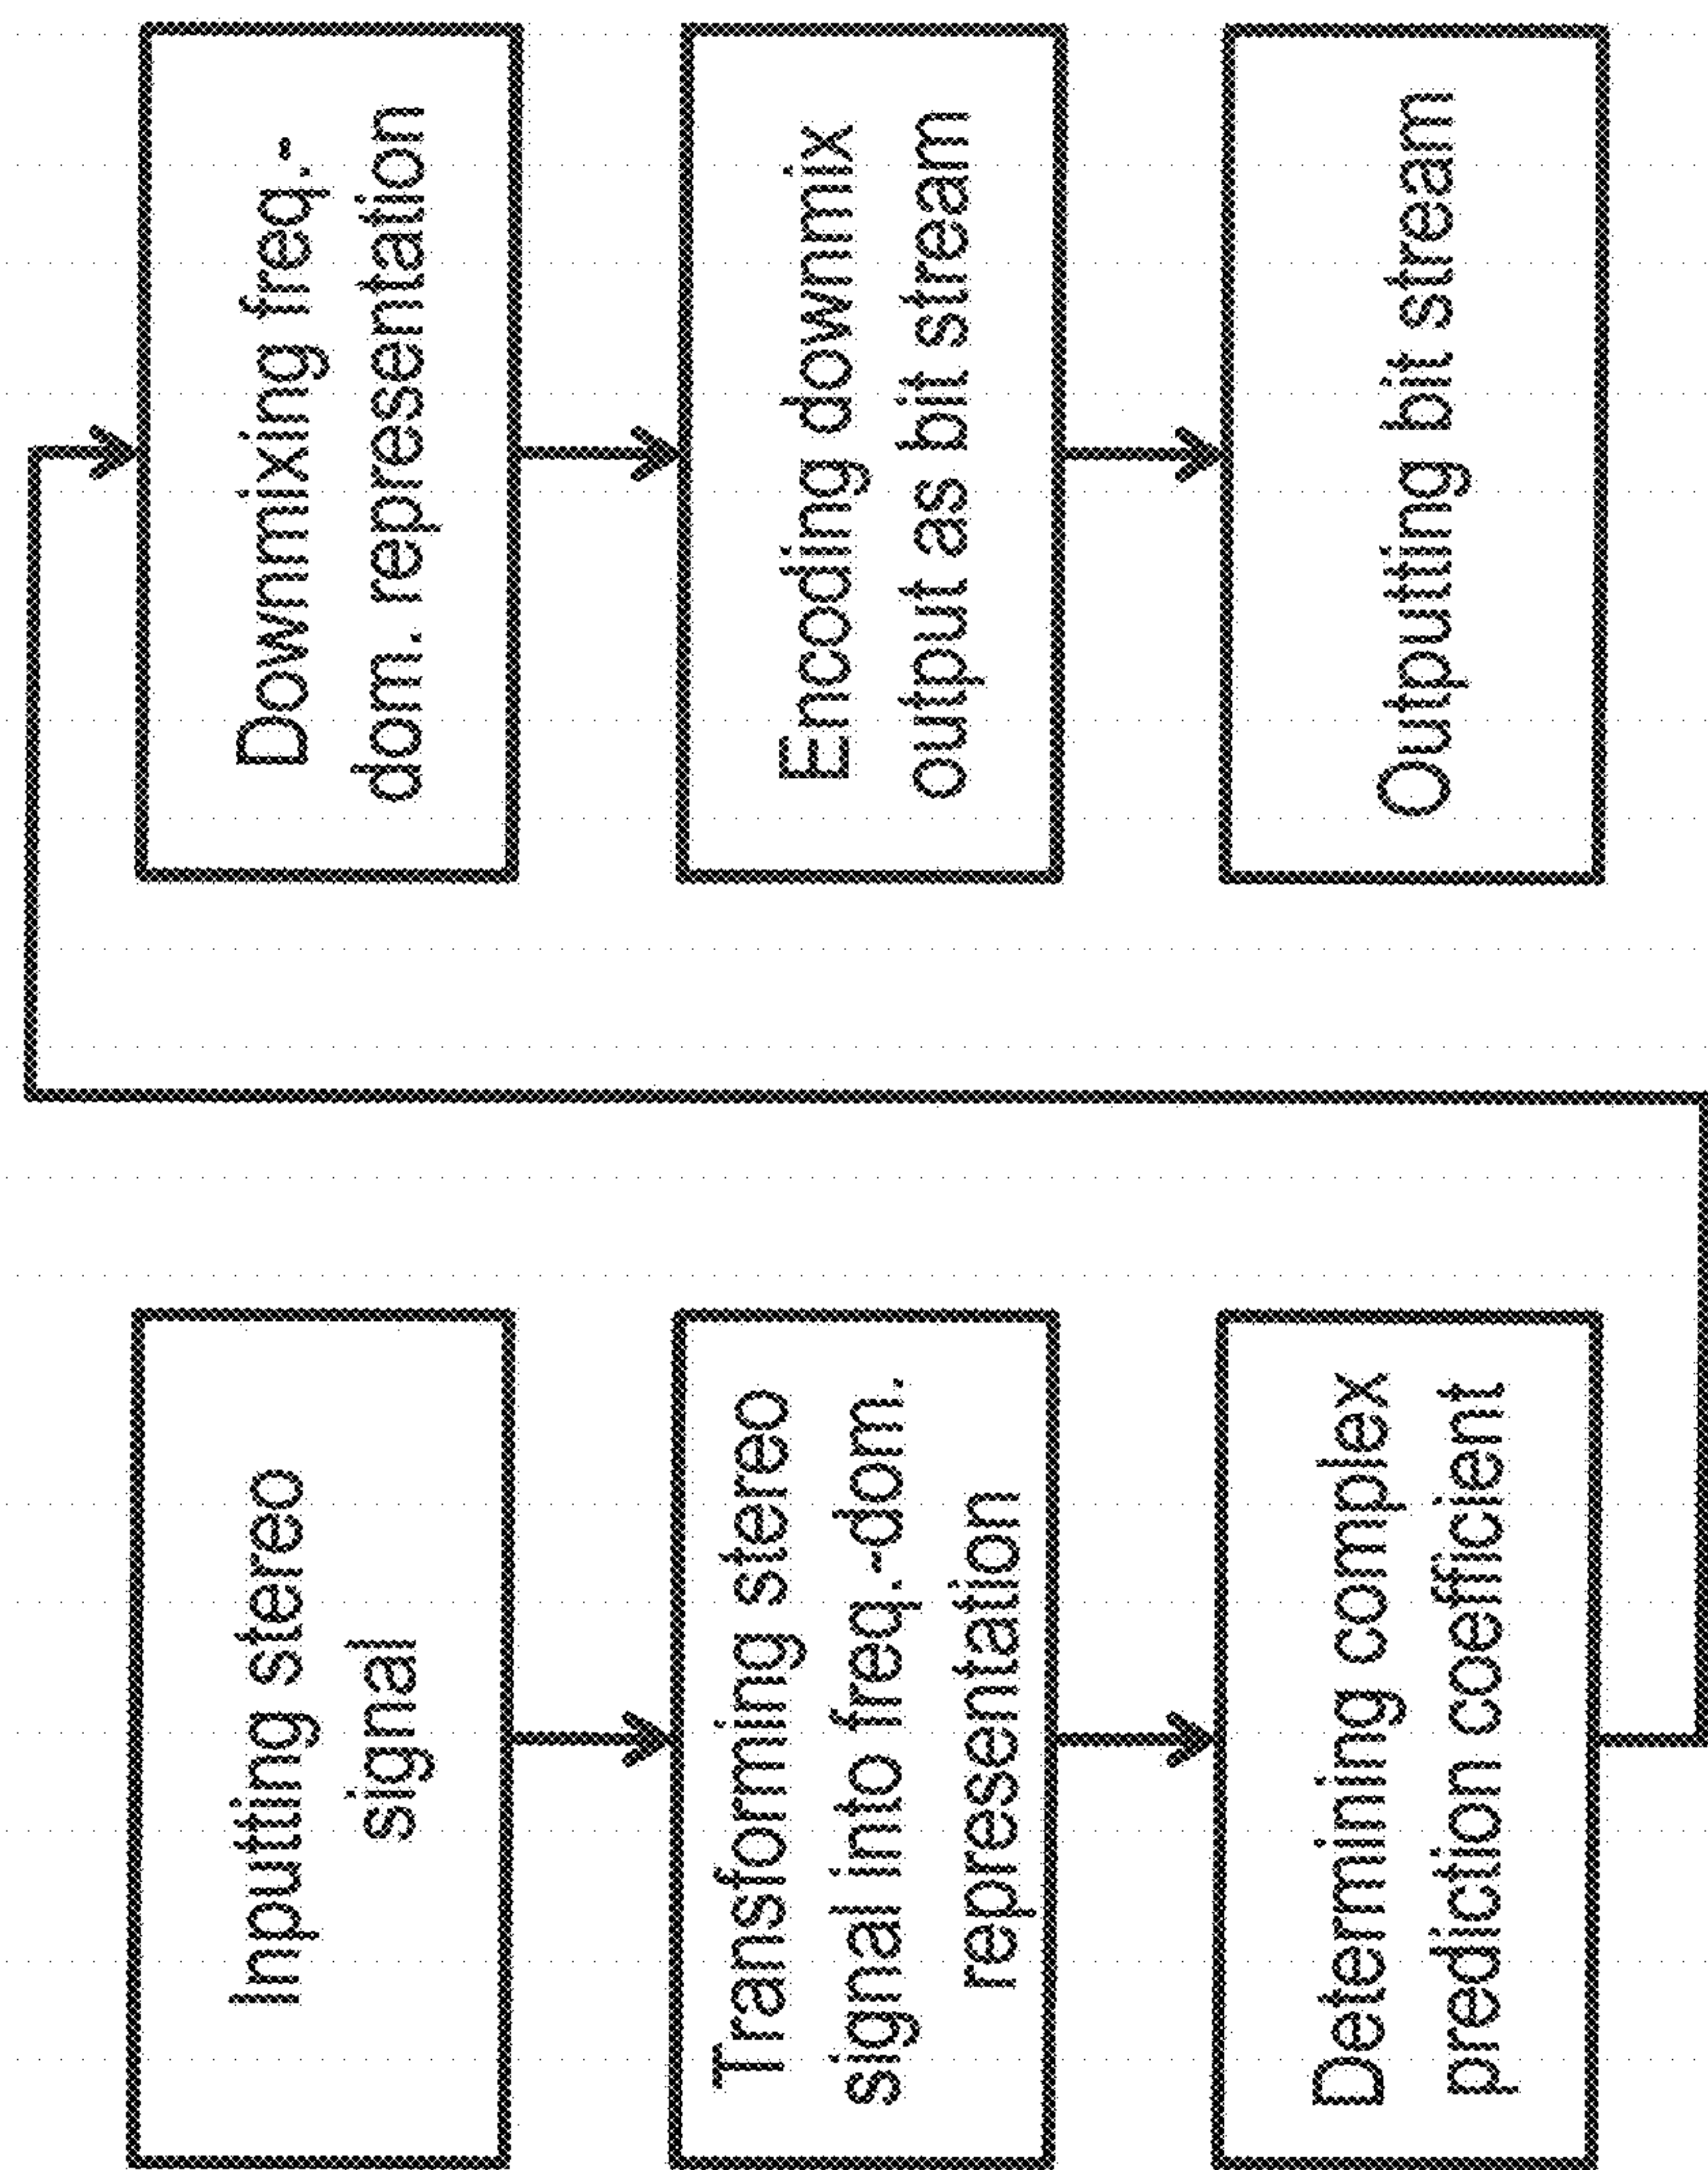 Inputting stereo
signal
Transforming stereo
signal into freq.-dom.
representation
Determining complex
prediction coefficient
Downmixing freq.-
dom. representation
Encoding downmix
output as bit stream
Outputting bit stream